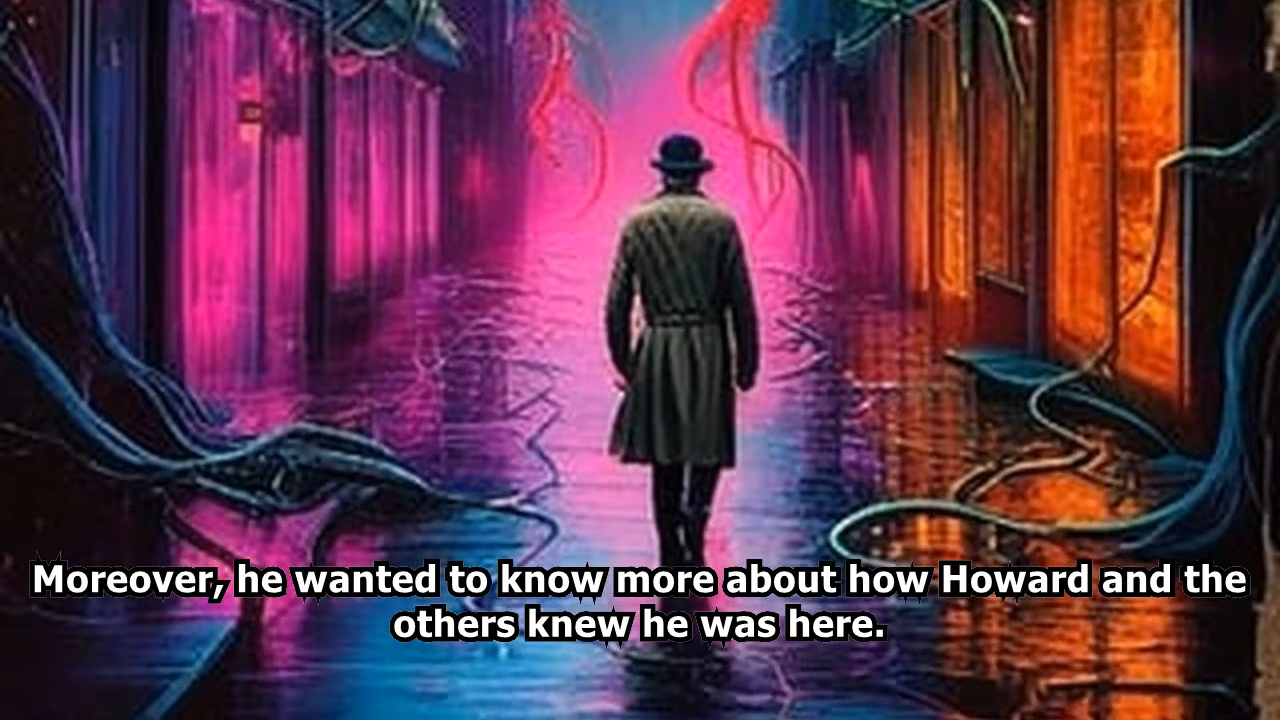 Moreover, he wanted to know more about how Howard and the
others knew he was here.